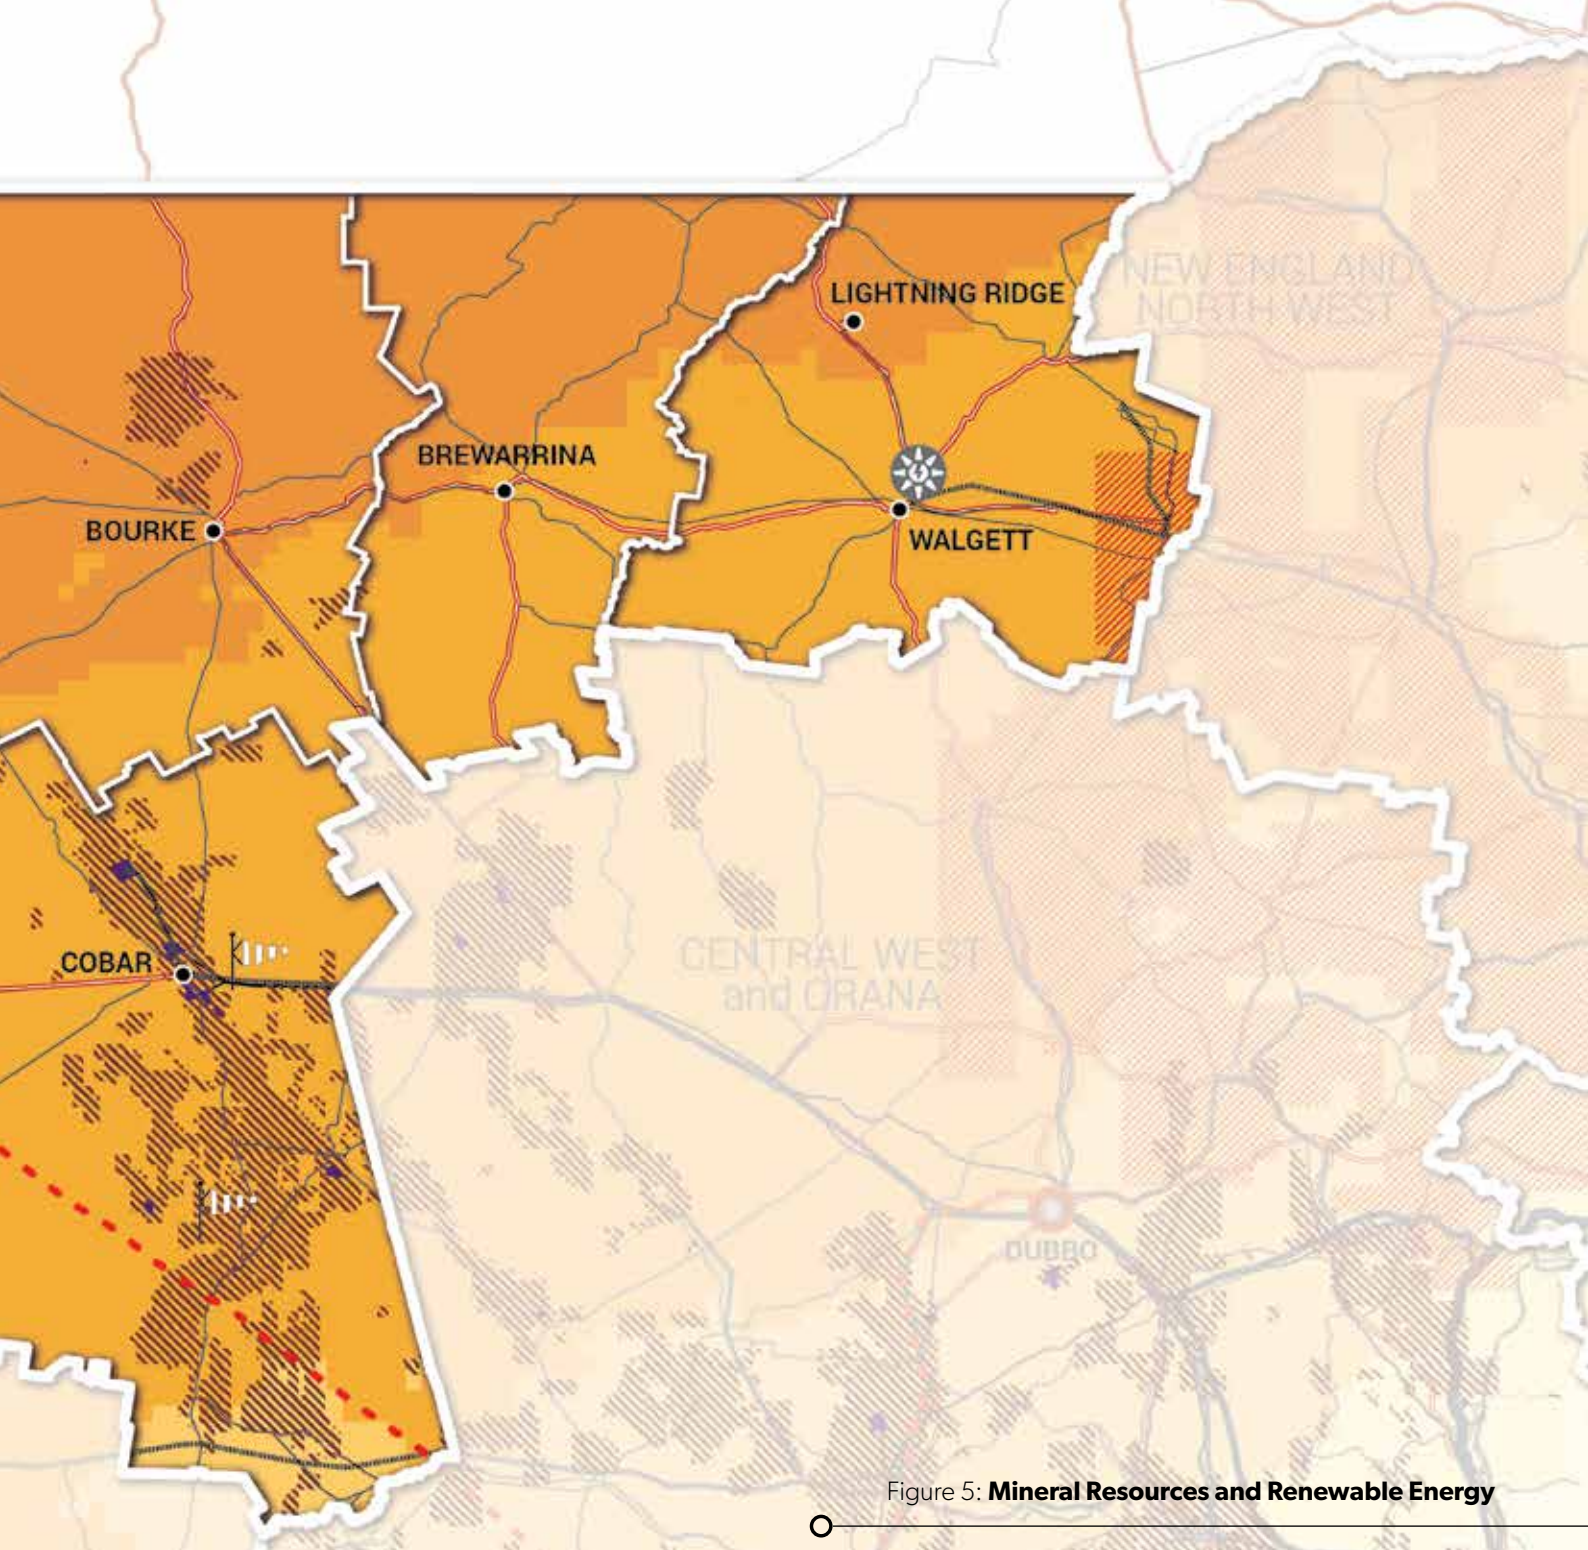 NEW ENGLAND
NORTH WEST
LIGHTNING RIDGE
BREWARRINA
BOURKE
WALGETT
COBAR
CENTRAL WEST
and ORANA
DUBBO
Figure 5: Mineral Resources and Renewable Energy